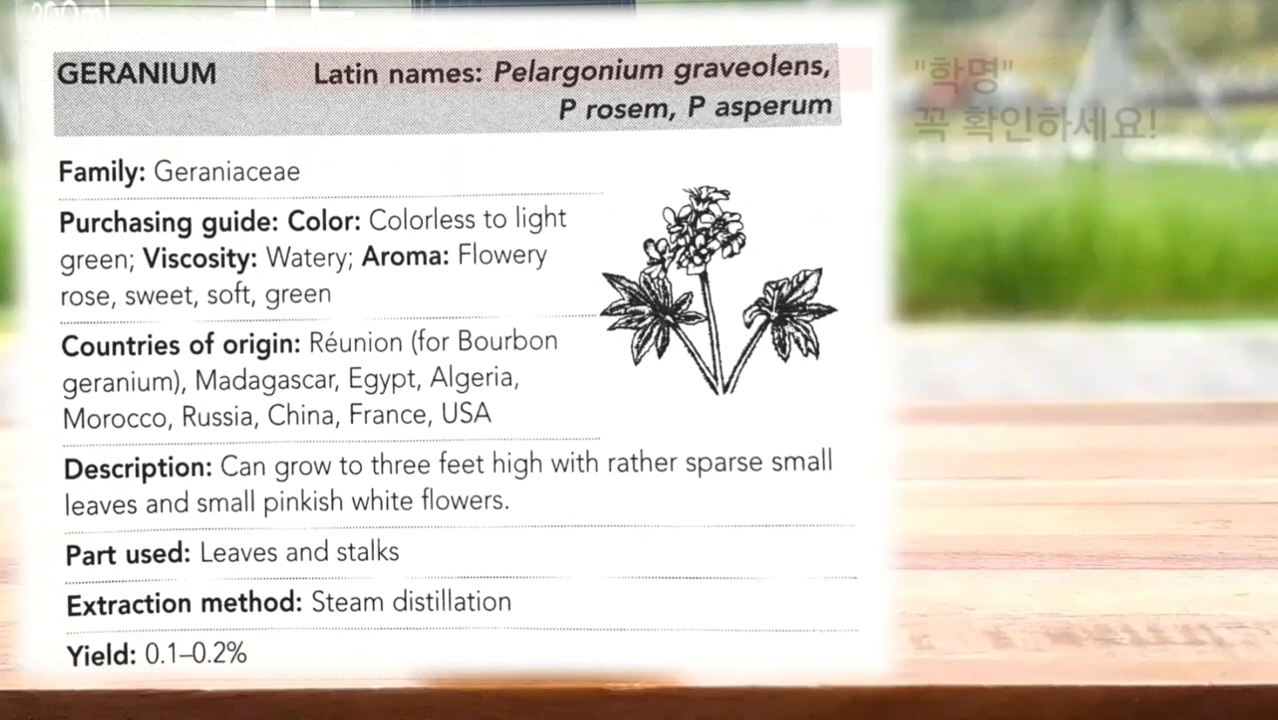 GERANIUM Latin names: Pelargonium graveolens,
P rosem, P asperum
Family: Geraniaceae
Purchasing guide: Color: Colorless to light
green; Viscosity: Watery; Aroma: Flowery
rose, sweet, soft, green
Countries of origin: Réunion (for Bourbon
geranium), Madagascar, Egypt, Algeria,
Morocco, Russia, China, France, USA
Description: Can grow to three feet high with rather sparse small
leaves and small pinkish white flowers.
Part used: Leaves and stalks
Extraction method: Steam distillation
Yield: 0.1–0.2%
"학명"
꼭 확인하세요!